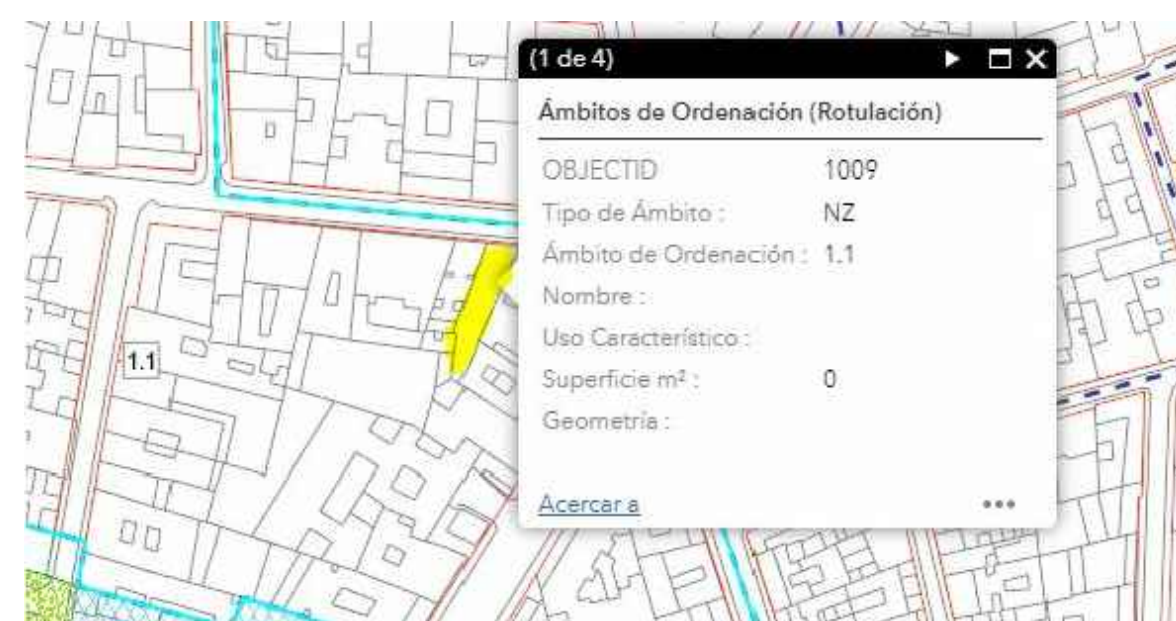 (1 de 4)
Ámbitos de Ordenación (Rotulación)
OBJECTID 1009
Tipo de Ámbito : NZ
Ámbito de Ordenación : 1.1
Nombre :
Uso Característico :
Superficie m² : 0
Geometría :
Acercar a
1.1